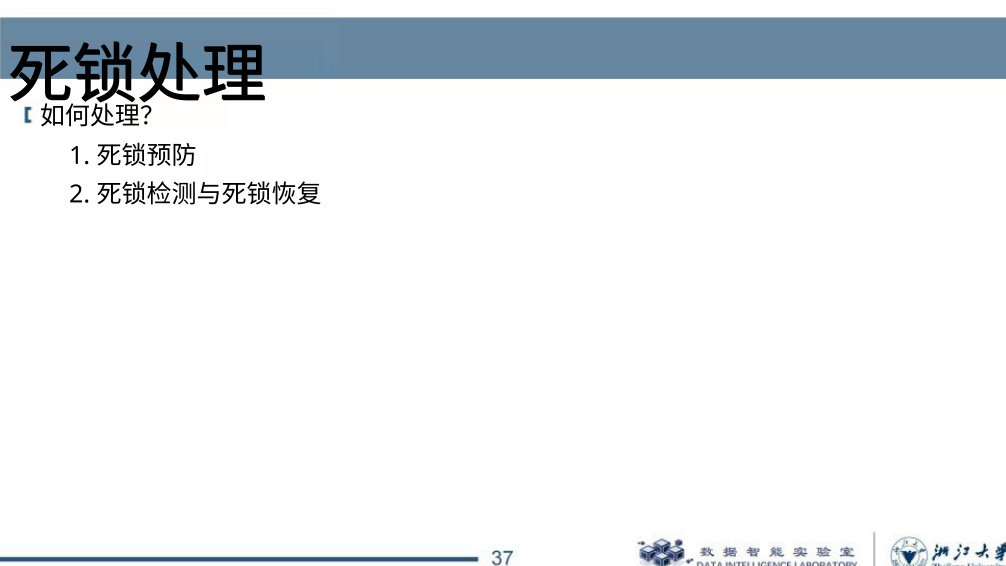 死锁处理
如何处理?
1. 死锁预防
2. 死锁检测与死锁恢复
37
数据智能实验室
DATA INTELLIGENCE LABORATORY
浙江大学